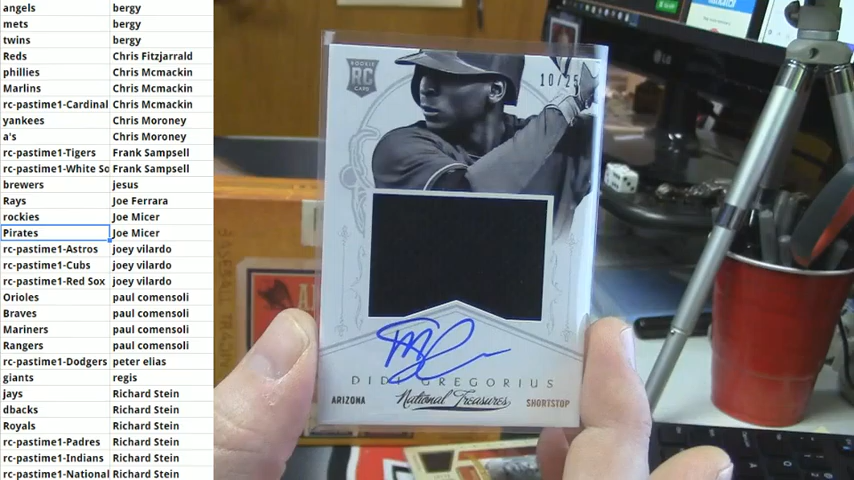 angels bergy
mets bergy
twins bergy
Reds Chris Fitzjarrald
phillies Chris Mcmackin
Marlins Chris Mcmackin
rc-pastime1-Cardinal Chris Mcmackin
yankees Chris Moroney
a's Chris Moroney
rc-pastime1-Tigers Frank Sampsell
rc-pastime1-White So Frank Sampsell
brewers jesus
Rays Joe Ferrara
rockies Joe Micer
Pirates Joe Micer
rc-pastime1-Astros joey vilardo
rc-pastime1-Cubs joey vilardo
rc-pastime1-Red Sox joey vilardo
Orioles paul comensoli
Braves paul comensoli
Mariners paul comensoli
Rangers paul comensoli
rc-pastime1-Dodgers peter elias
giants regis
jays Richard Stein
dbacks Richard Stein
Royals Richard Stein
rc-pastime1-Padres Richard Stein
rc-pastime1-Indians Richard Stein
rc-pastime1-National Richard Stein
ROOKIE
RC
CARD
10/25
DIDI GREGORIUS
ARIZONA National Treasures SHORTSTOP
LG